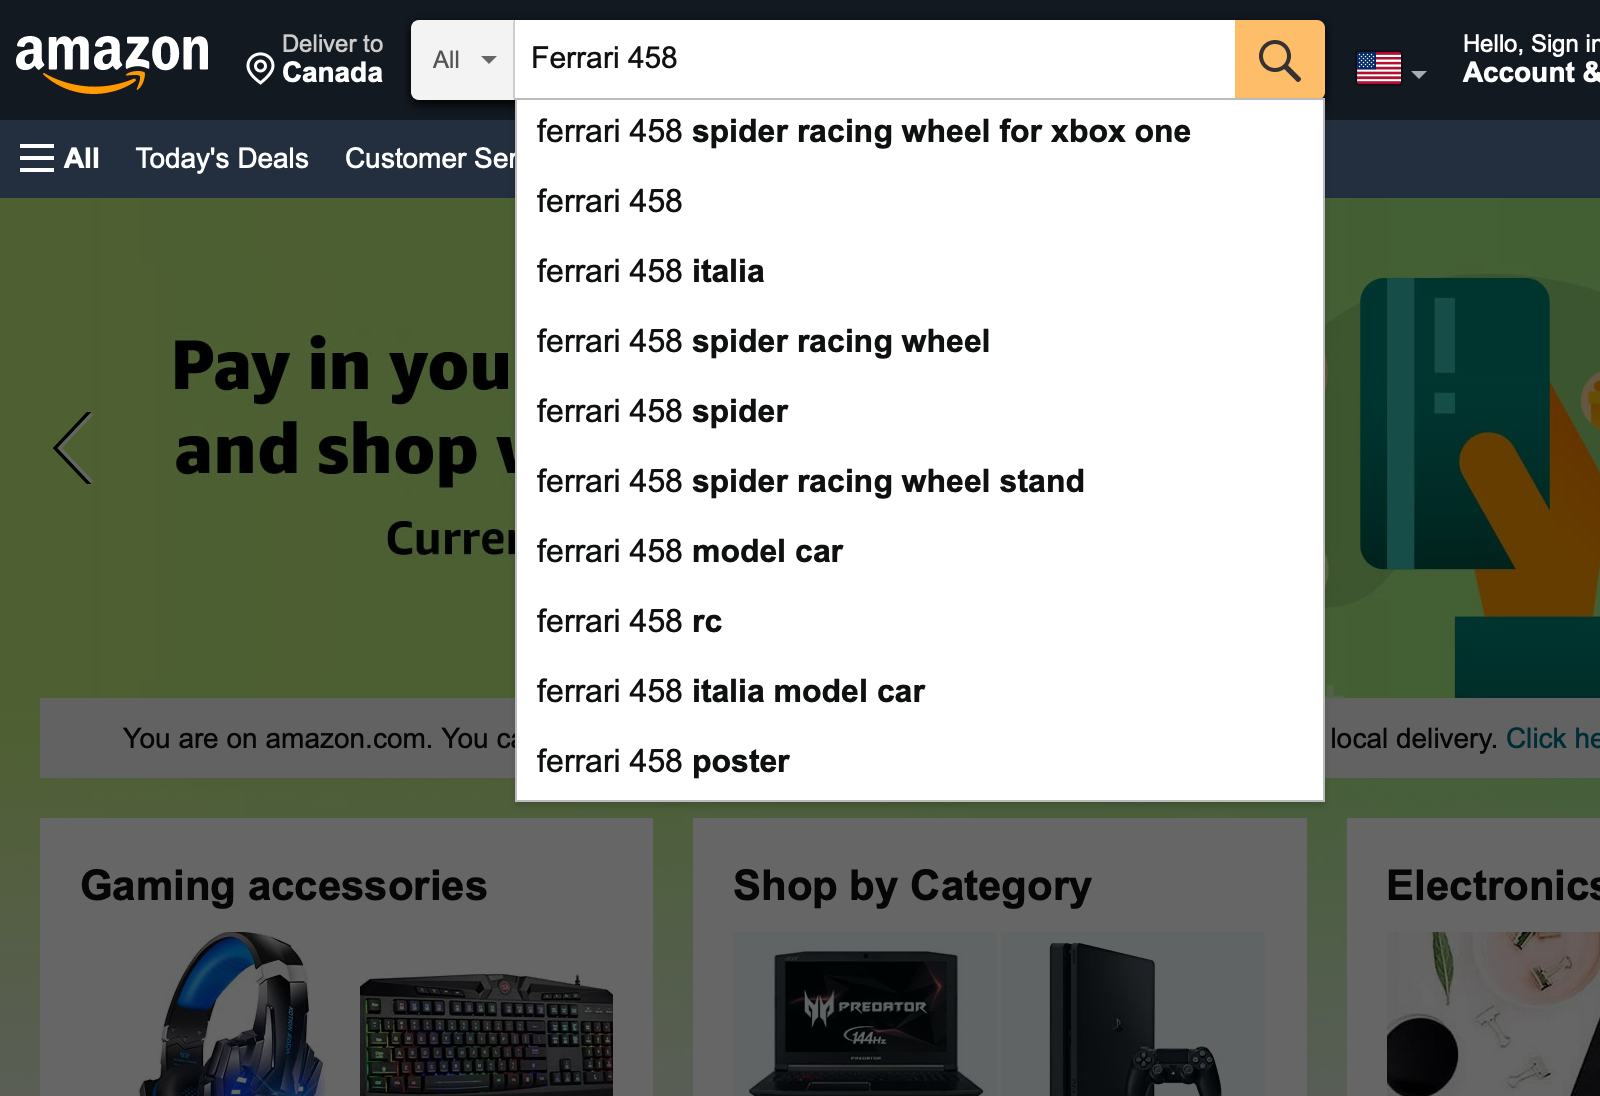 amazon
Deliver to
Canada
All
Ferrari 458
Hello, Sign in
Account &
All
Today's Deals
Customer Ser
ferrari 458 spider racing wheel for xbox one
ferrari 458
ferrari 458 italia
ferrari 458 spider racing wheel
ferrari 458 spider
ferrari 458 spider racing wheel stand
ferrari 458 model car
ferrari 458 rc
ferrari 458 italia model car
ferrari 458 poster
Pay in you
and shop
Curre
You are on amazon.com. You ca
local delivery. Click he
Gaming accessories
Shop by Category
Electronics
PREDATOR
144Hz
PREDATOR